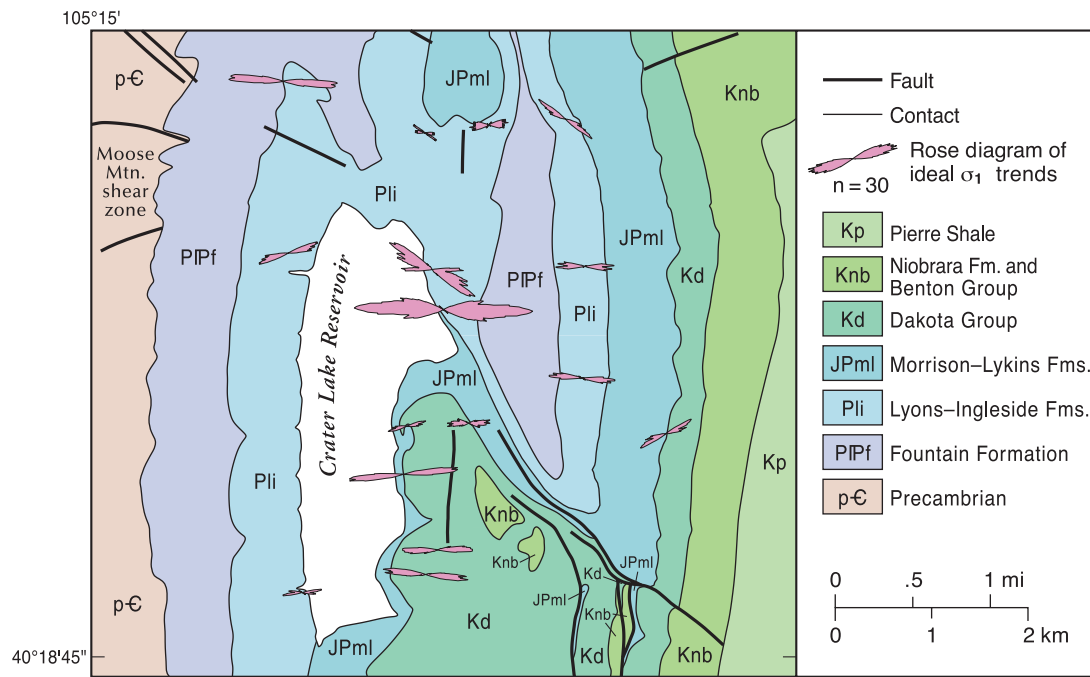 105°15'
p-Є
Moose
Mtn.
shear
zone
PIPf
JPml
Pli
PIPf
Pli
JPml
Kd
Knb
Crater Lake Reservoir
JPml
Pli
Knb
Knb
Kd
JPml
JPml
Knb
Kp
p-Є
Kd
JPml
Kd
Knb
40°18'45"
Fault
Contact
Rose diagram of
ideal σ1 trends
n = 30
Kp Pierre Shale
Knb Niobrara Fm. and
Benton Group
Kd Dakota Group
JPml Morrison–Lykins Fms.
Pli Lyons–Ingleside Fms.
PIPf Fountain Formation
p-Є Precambrian
0 .5 1 mi
0 1 2 km